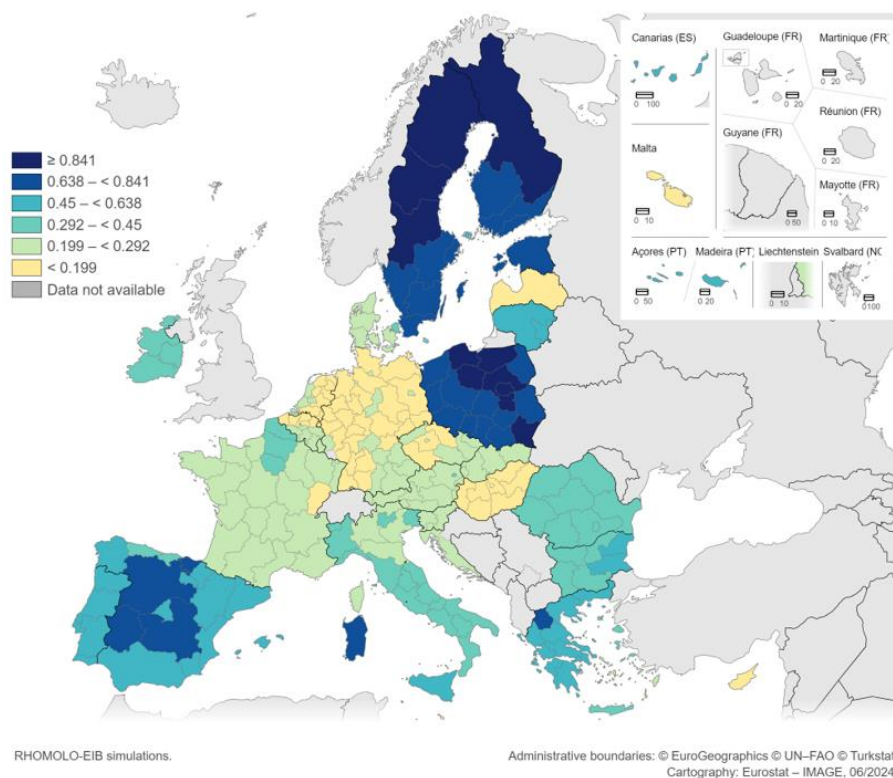 ≥ 0.841
0.638 – < 0.841
0.45 – < 0.638
0.292 – < 0.45
0.199 – < 0.292
< 0.199
Data not available
Canarias (ES)
0 100
Guadeloupe (FR)
0 20
Martinique (FR)
0 20
Réunion (FR)
0 20
Malta
0 10
Guyane (FR)
0 50
Mayotte (FR)
0 10
Açores (PT)
0 50
Madeira (PT)
0 20
Liechtenstein
0 10
Svalbard (NO
0 100
RHOMOLO-EIB simulations.
Administrative boundaries: © EuroGeographics © UN–FAO © Turkstat
Cartography: Eurostat – IMAGE, 06/2024